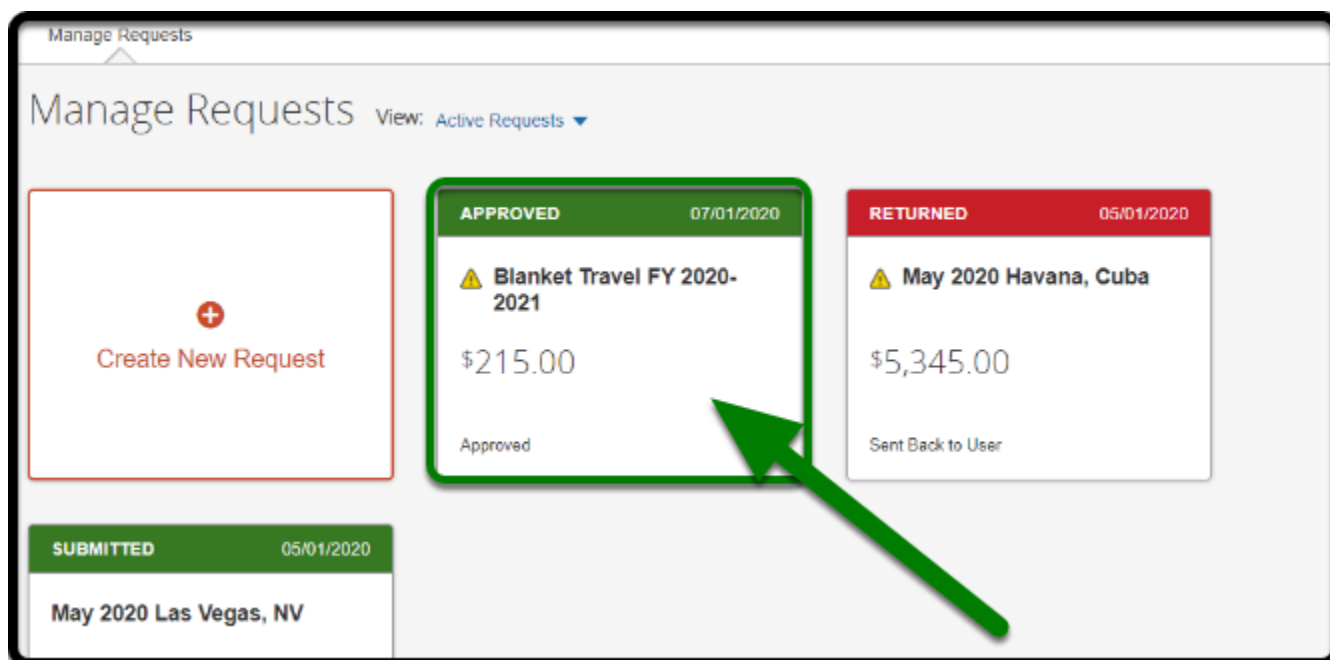 Manage Requests
Manage Requests View: Active Requests
Create New Request
APPROVED 07/01/2020
Blanket Travel FY 2020-
2021
$215.00
Approved
RETURNED 05/01/2020
May 2020 Havana, Cuba
$5,345.00
Sent Back to User
SUBMITTED 05/01/2020
May 2020 Las Vegas, NV